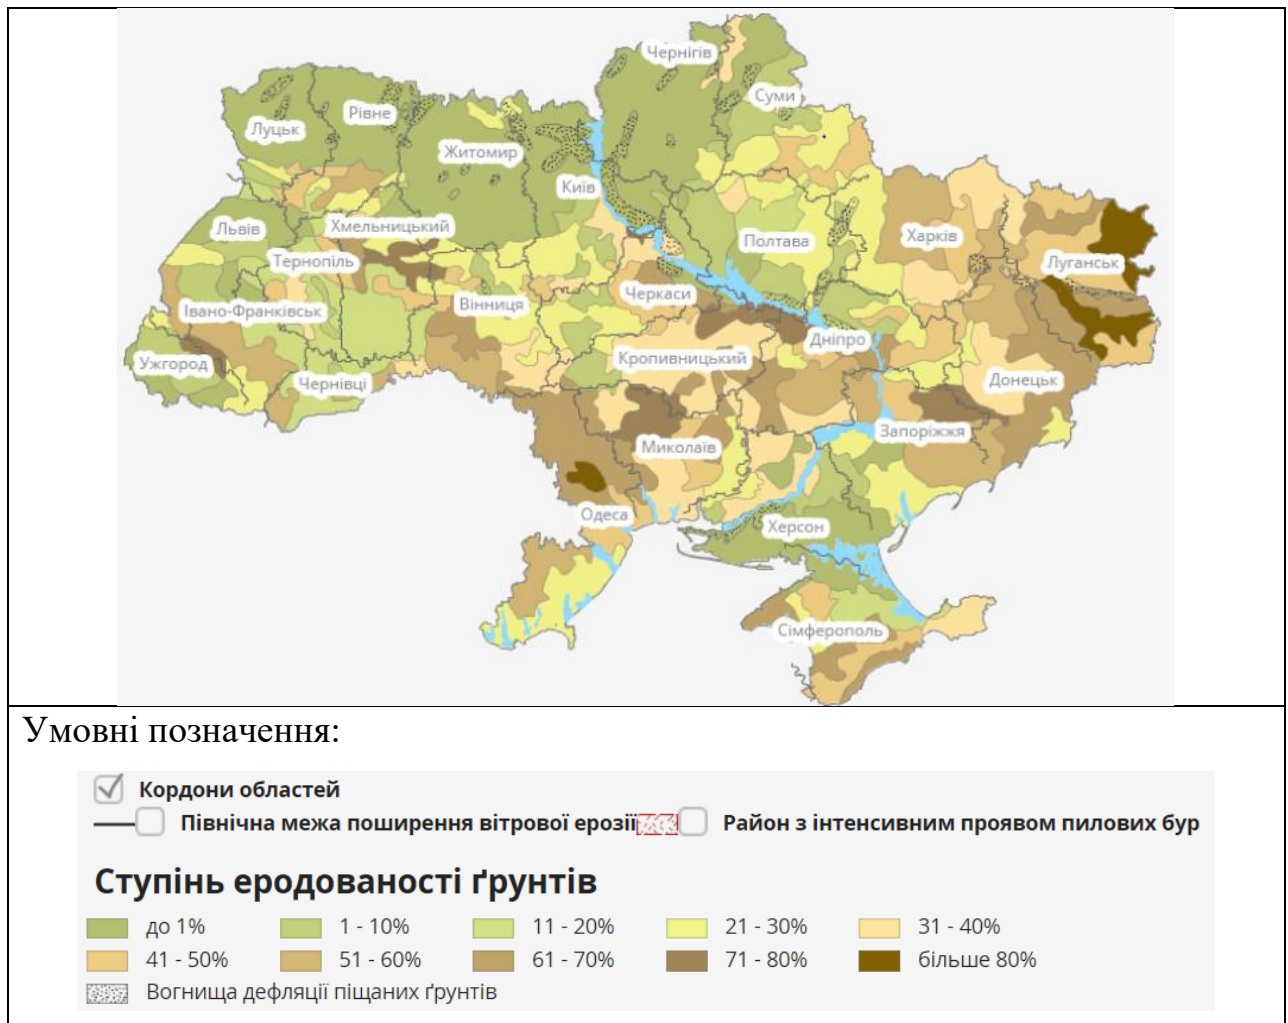 Чернігів
Суми
Рівне
Луцьк
Житомир
Київ
Львів
Хмельницький
Полтава
Харків
Тернопіль
Луганськ
Черкаси
Вінниця
Івано-Франківськ
Дніпро
Кропивницький
Ужгород
Донецьк
Чернівці
Запоріжжя
Миколаїв
Одеса
Херсон
Сімферополь
Умовні позначення:
Кордони областей
Північна межа поширення вітрової ерозії Район з інтенсивним проявом пилових бур
Ступінь еродованості ґрунтів
до 1% 1 - 10% 11 - 20% 21 - 30% 31 - 40%
41 - 50% 51 - 60% 61 - 70% 71 - 80% більше 80%
Вогнища дефляції піщаних ґрунтів